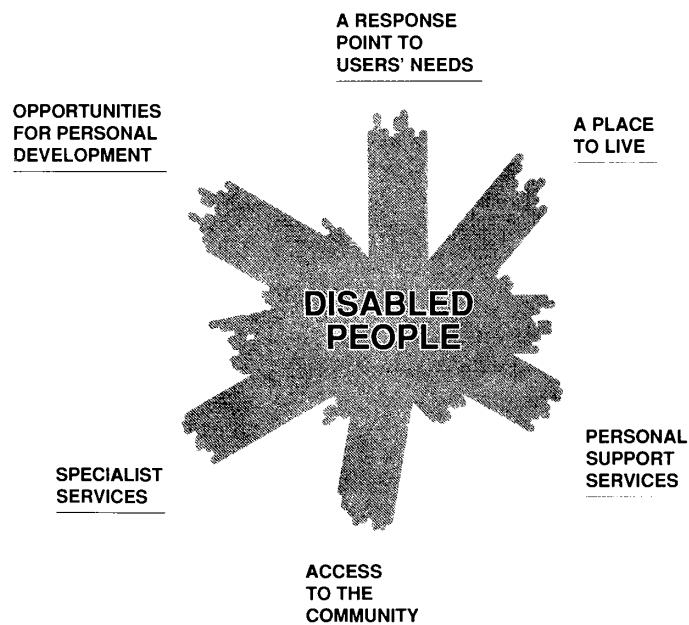 A RESPONSE
POINT TO
USERS' NEEDS
OPPORTUNITIES
FOR PERSONAL
DEVELOPMENT
A PLACE
TO LIVE
DISABLED
PEOPLE
PERSONAL
SUPPORT
SERVICES
SPECIALIST
SERVICES
ACCESS
TO THE
COMMUNITY